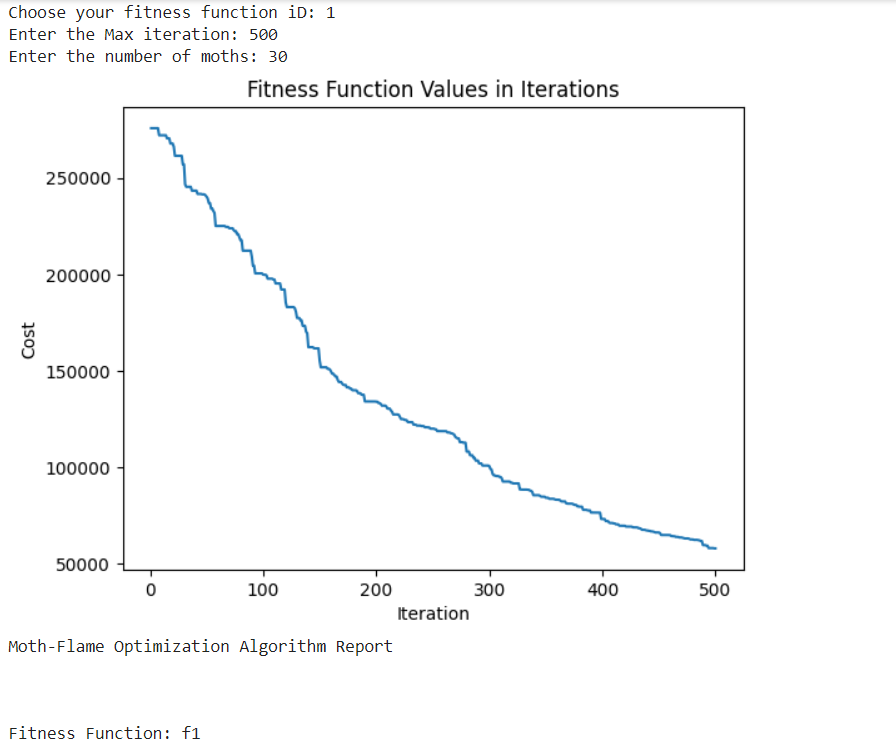 Choose your fitness function iD: 1
Enter the Max iteration: 500
Enter the number of moths: 30
Fitness Function Values in Iterations
250000
200000
150000
100000
50000
Cost
0 100 200 300 400 500
Iteration
Moth-Flame Optimization Algorithm Report
Fitness Function: f1